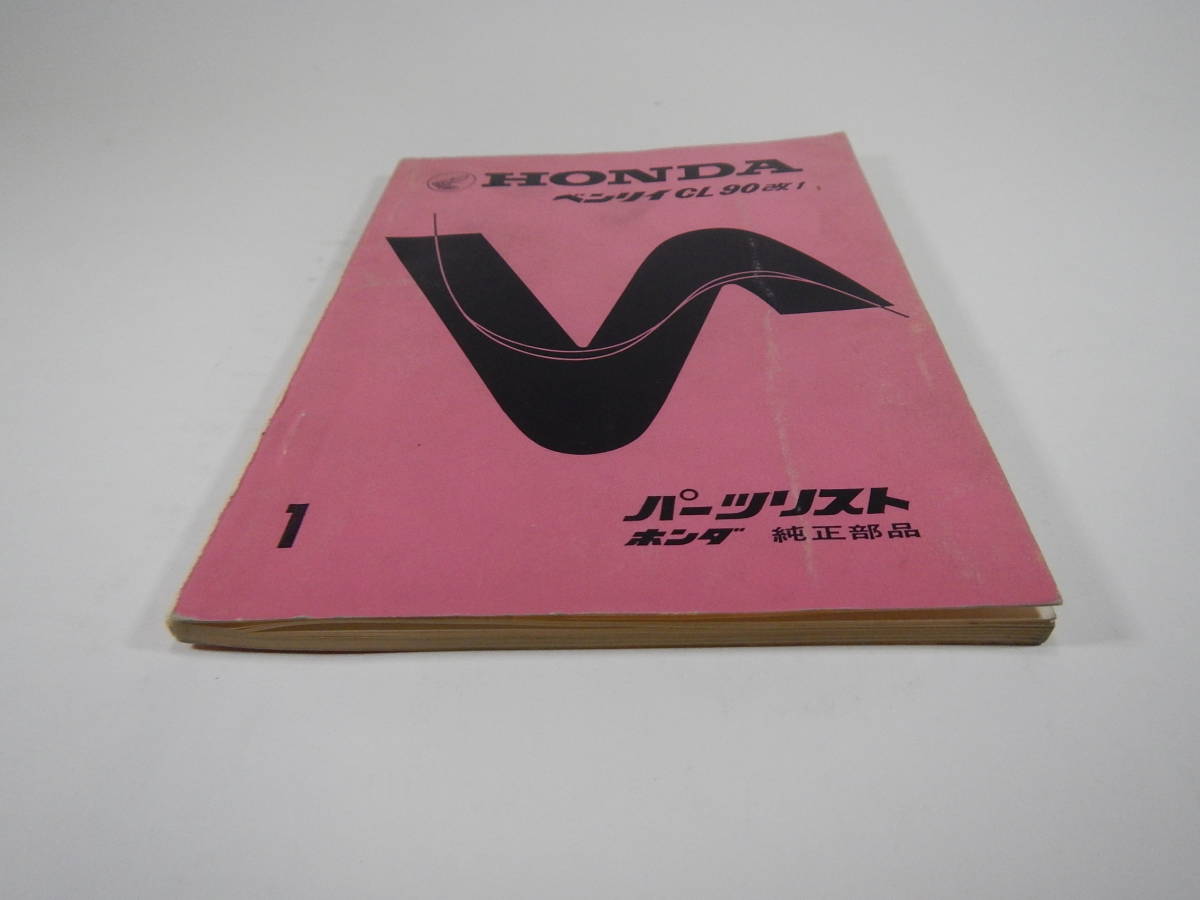 HONDA
ベンリイ CL 90 改1
パーツリスト
1
ホンダ 純正部品